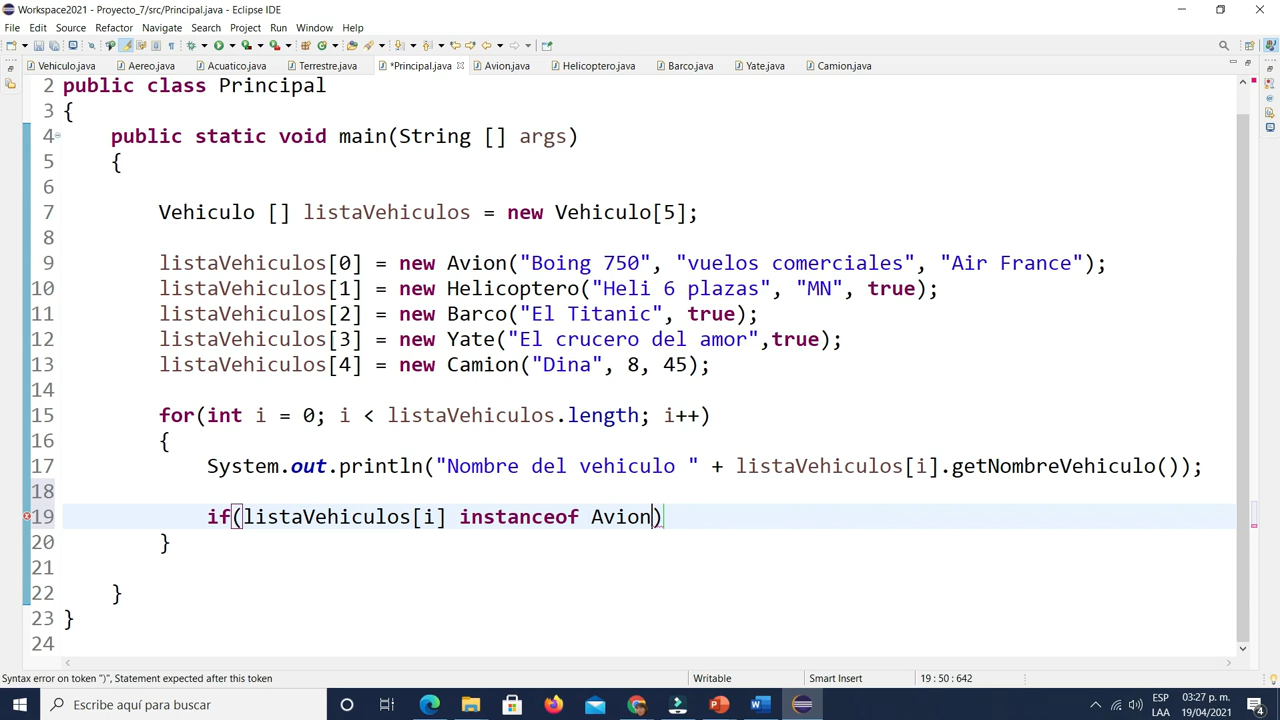 Workspace2021 - Proyecto_7/src/Principal.java - Eclipse IDE
File Edit Source Refactor Navigate Search Project Run Window Help
Vehiculo.java Aereo.java Acuatico.java Terrestre.java *Principal.java Avion.java Helicoptero.java Barco.java Yate.java Camion.java
2 public class Principal
3 {
4 public static void main(String [] args)
5 {
6
7 Vehiculo [] listaVehiculos = new Vehiculo[5];
8
9 listaVehiculos[0] = new Avion("Boing 750", "vuelos comerciales", "Air France");
10 listaVehiculos[1] = new Helicoptero("Heli 6 plazas", "MN", true);
11 listaVehiculos[2] = new Barco("El Titanic", true);
12 listaVehiculos[3] = new Yate("El crucero del amor",true);
13 listaVehiculos[4] = new Camion("Dina", 8, 45);
14
15 for(int i = 0; i < listaVehiculos.length; i++)
16 {
17 System.out.println("Nombre del vehiculo " + listaVehiculos[i].getNombreVehiculo());
18
19 if(listaVehiculos[i] instanceof Avion)
20 }
21
22 }
23 }
24
Syntax error on token ")", Statement expected after this token Writable Smart Insert 19 : 50 : 642
Escribe aquí para buscar
ESP 03:27 p. m.
LAA 19/04/2021
4